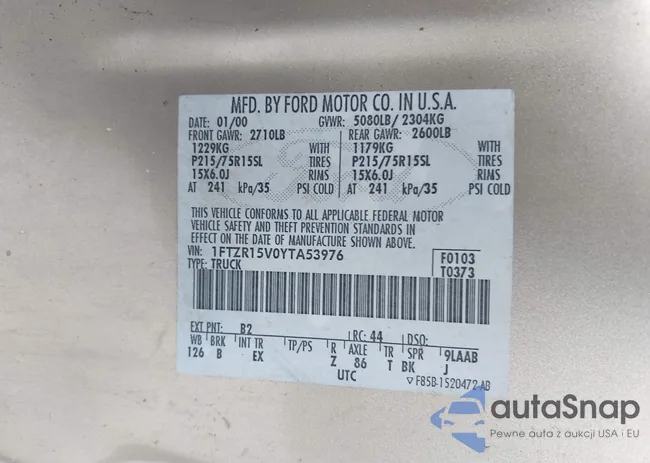 MFD. BY FORD MOTOR CO. IN U.S.A.
DATE: 01/00 GVWR: 5080LB/ 2304KG
FRONT GAWR: 2710LB REAR GAWR: 2600LB
1229KG WITH 1179KG WITH
P215/75R15SL TIRES P215/75R15SL TIRES
15X6.0J RIMS 15X6.0J RIMS
AT 241 kPa/35 PSI COLD AT 241 kPa/35 PSI COLD
THIS VEHICLE CONFORMS TO ALL APPLICABLE FEDERAL MOTOR
VEHICLE SAFETY AND THEFT PREVENTION STANDARDS IN
EFFECT ON THE DATE OF MANUFACTURE SHOWN ABOVE.
VIN: 1FTZR15V0YTA53976 F0103
TYPE: TRUCK T0373
EXT PNT: B2 RC: 44 DSO:
WB BRK INT TR TP/PS R AXLE TR SPR 9LAAB
126 B EX Z 86 T BK J
UTC
▽ F85B-1520472-AB
autoSnap
Pewne auta z aukcji USA i EU